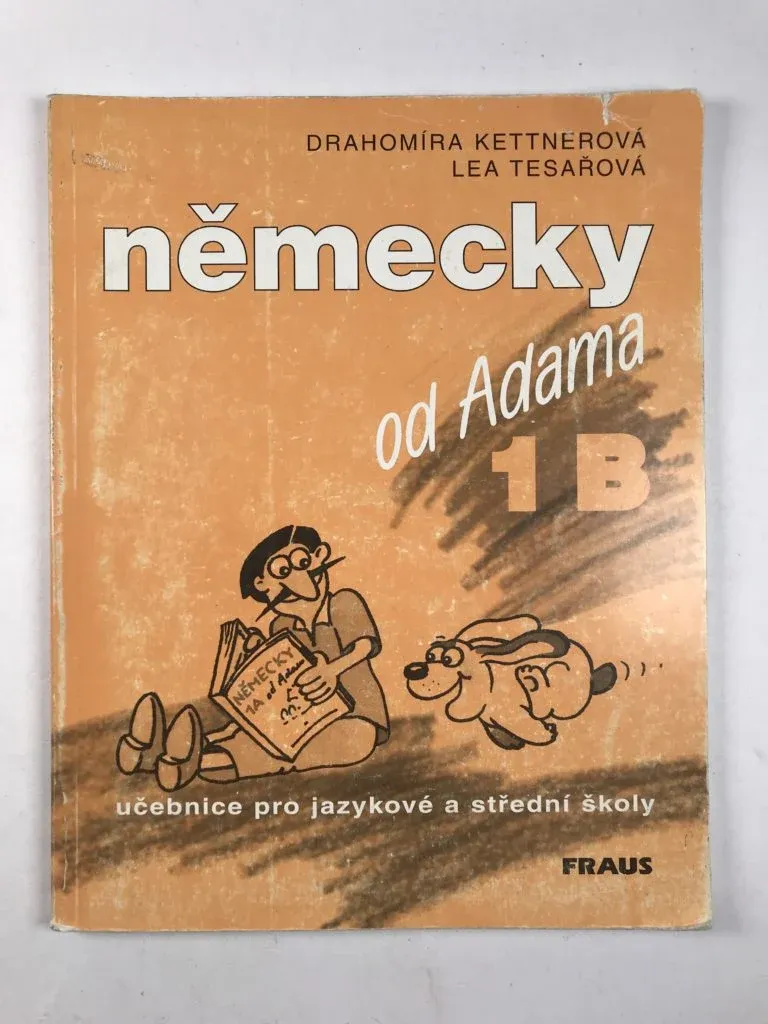 DRAHOMÍRA KETTNEROVÁ
LEA TESAŘOVÁ
německy
od Adama
1 B
NĚMECKY
1A od Adama
učebnice pro jazykové a střední školy
FRAUS